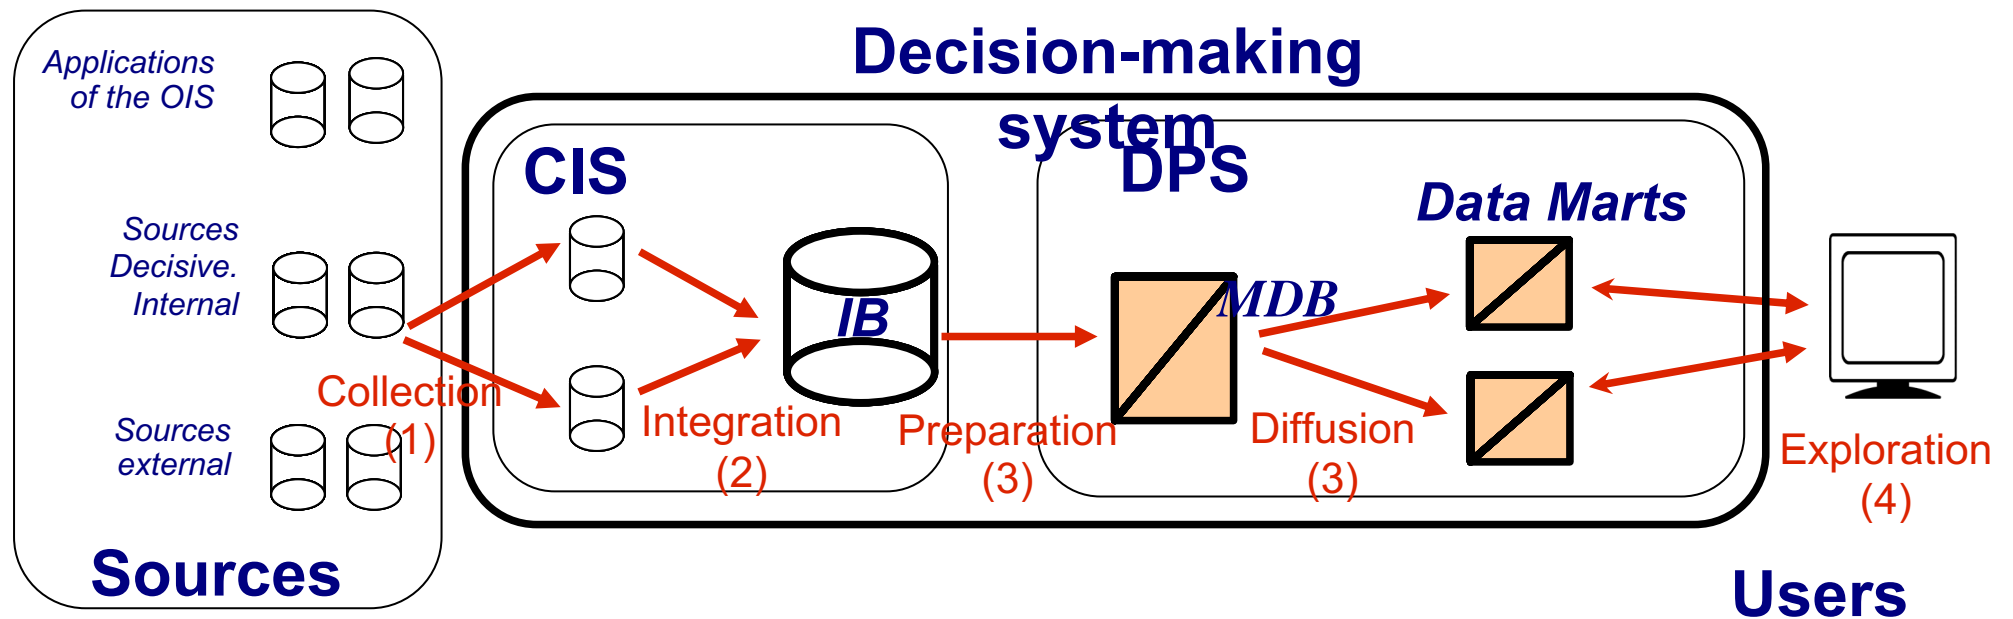 Applications
of the OIS
Sources
Decisive.
Internal
Sources
external
Sources
Collection
(1)
Decision-making
system
CIS
IB
Integration
(2)
Preparation
(3)
DPS
MDB
Diffusion
(3)
Data Marts
Exploration
(4)
Users